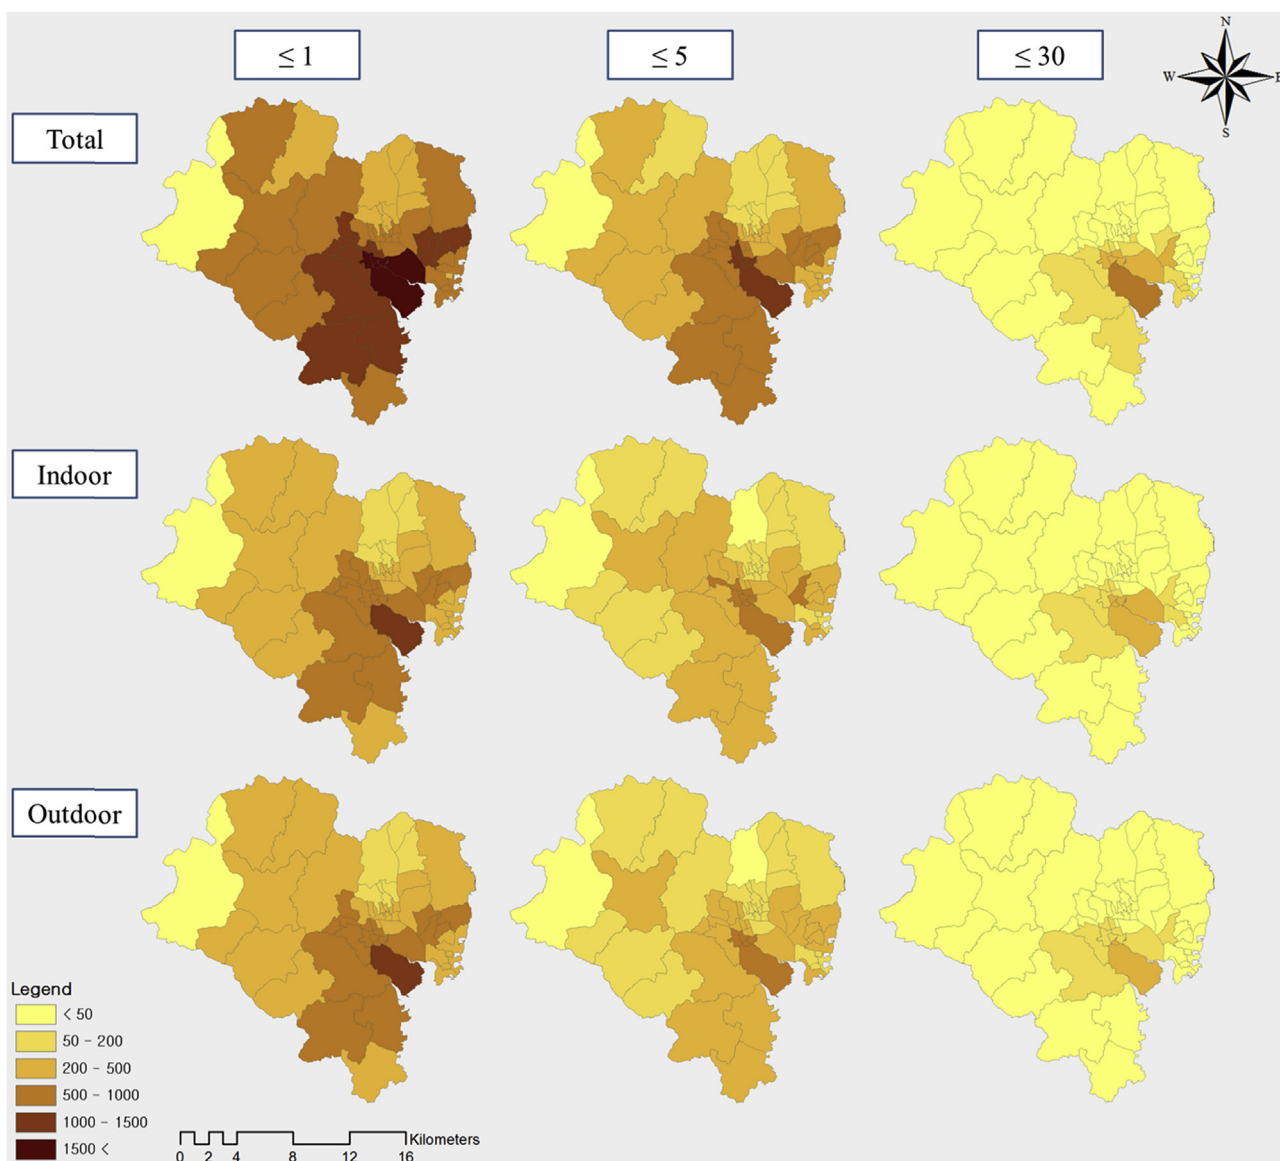 ≤ 1
≤ 5
≤ 30
N
W
E
S
Total
Indoor
Outdoor
Legend
< 50
50 - 200
200 - 500
500 - 1000
1000 - 1500
1500 <
Kilometers
0 2 4 8 12 16